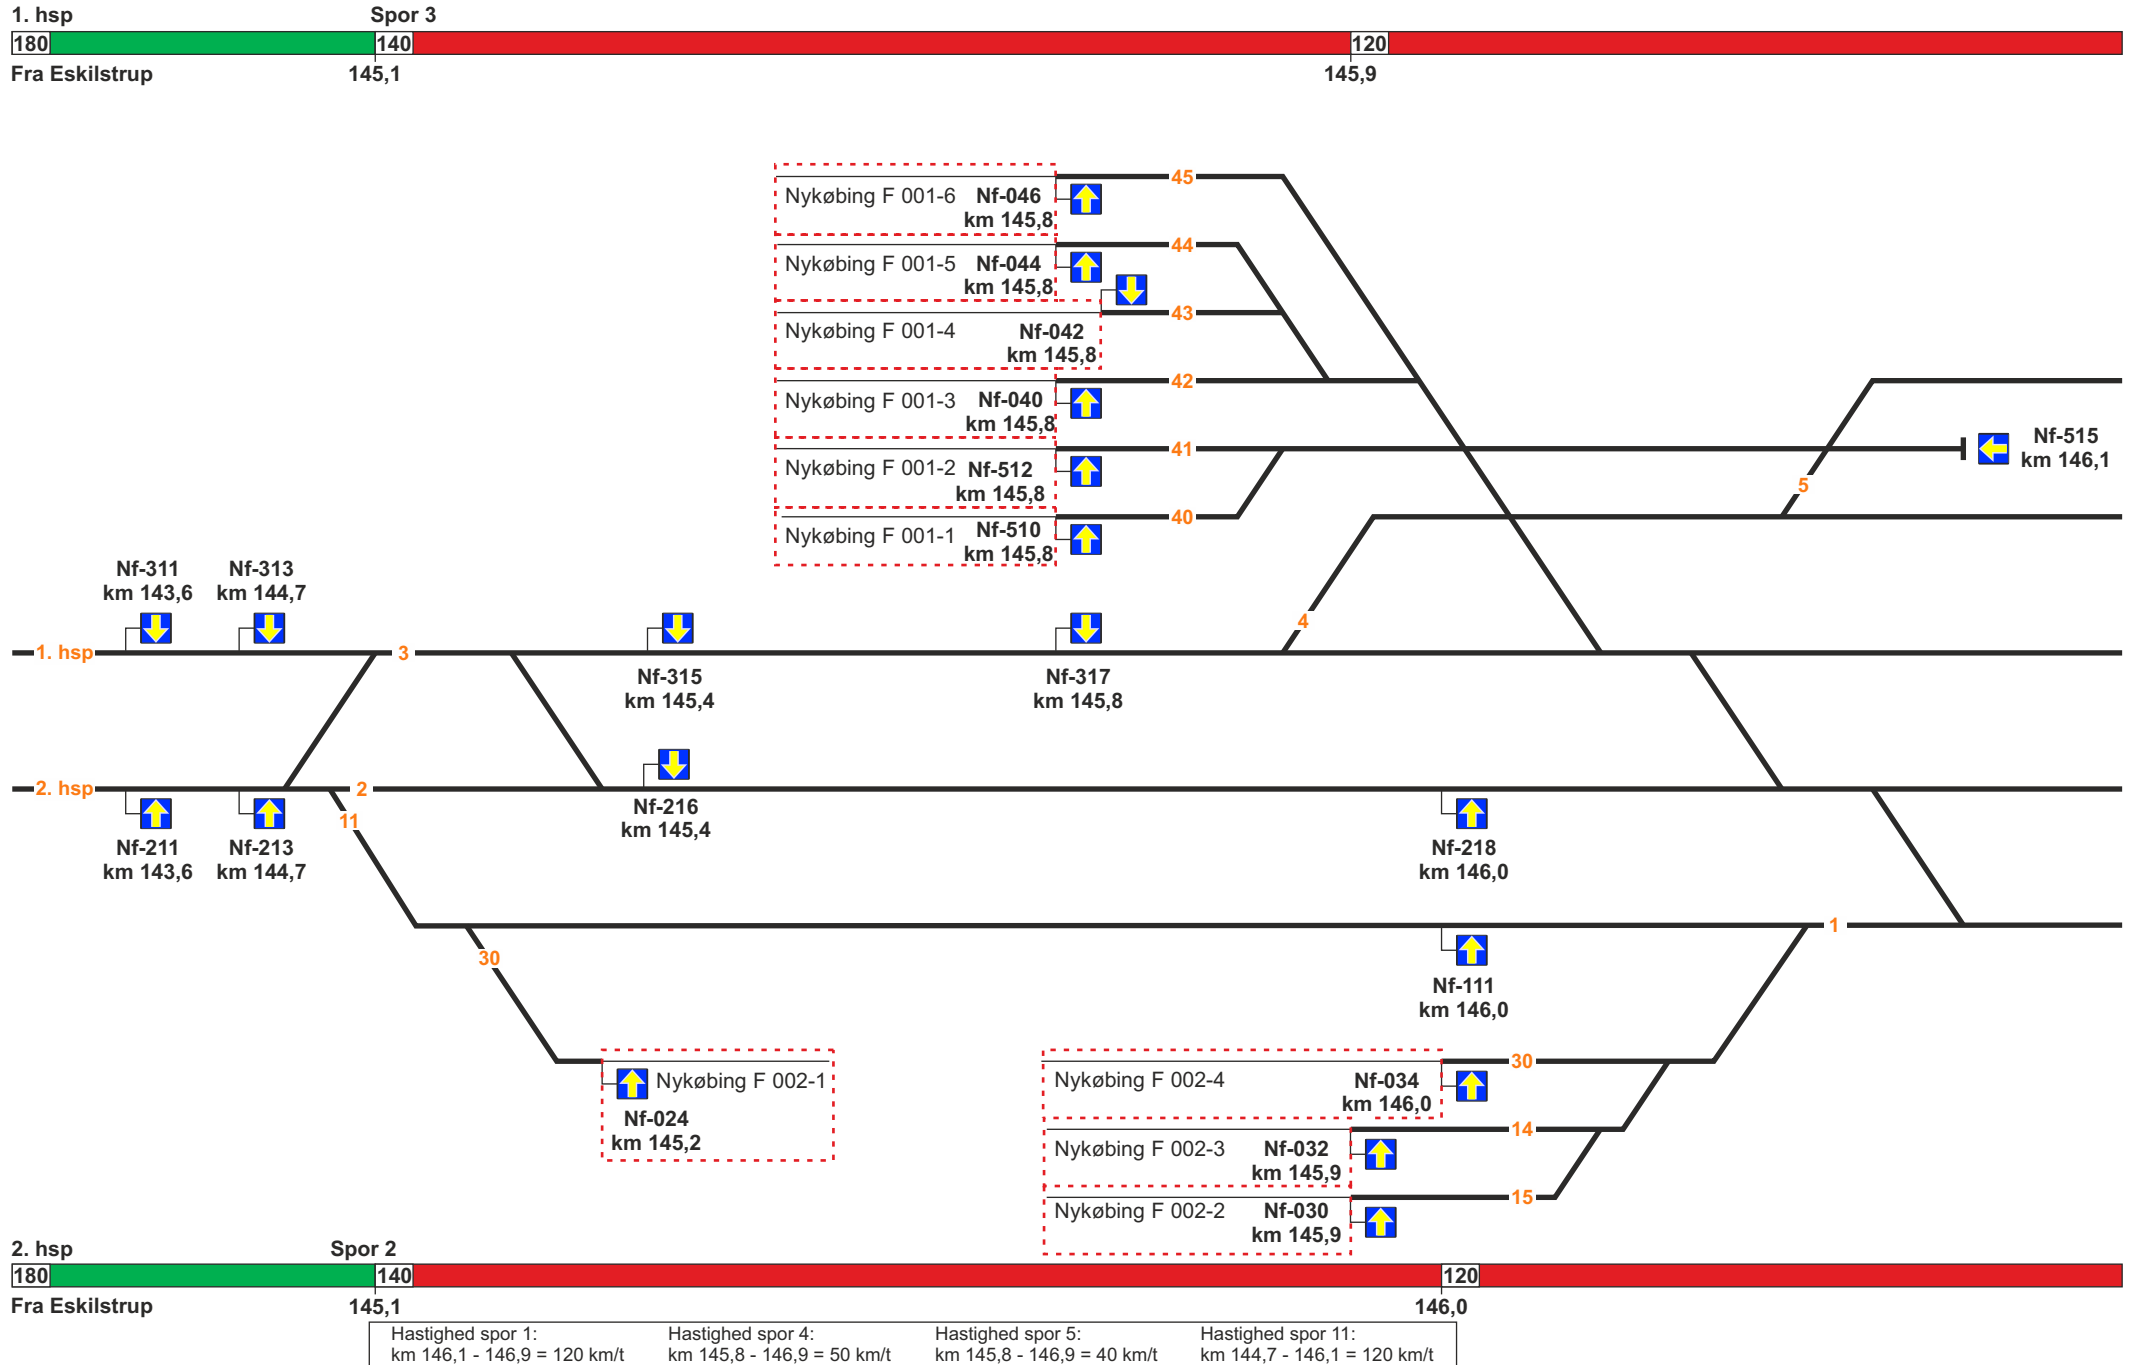 1. hsp Spor 3
180 140 120
Fra Eskilstrup 145,1 145,9
45
Nykøbing F 001-6 Nf-046
km 145,8
44
Nykøbing F 001-5 Nf-044
km 145,8
43
Nykøbing F 001-4 Nf-042
km 145,8
42
Nykøbing F 001-3 Nf-040
km 145,8
41
Nykøbing F 001-2 Nf-512
km 145,8
Nf-515
km 146,1
5
40
Nykøbing F 001-1 Nf-510
km 145,8
Nf-311 Nf-313
km 143,6 km 144,7
4
1. hsp 3
Nf-315 Nf-317
km 145,4 km 145,8
2. hsp 2
11
Nf-216
km 145,4
Nf-211 Nf-213 Nf-218
km 143,6 km 144,7 km 146,0
1
30
Nf-111
km 146,0
30
Nykøbing F 002-1
Nf-024
km 145,2
Nykøbing F 002-4 Nf-034
km 146,0
14
Nykøbing F 002-3 Nf-032
km 145,9
15
Nykøbing F 002-2 Nf-030
km 145,9
2. hsp Spor 2
180 140 120
Fra Eskilstrup 145,1 146,0
Hastighed spor 1: Hastighed spor 4: Hastighed spor 5: Hastighed spor 11:
km 146,1 - 146,9 = 120 km/t km 145,8 - 146,9 = 50 km/t km 145,8 - 146,9 = 40 km/t km 144,7 - 146,1 = 120 km/t